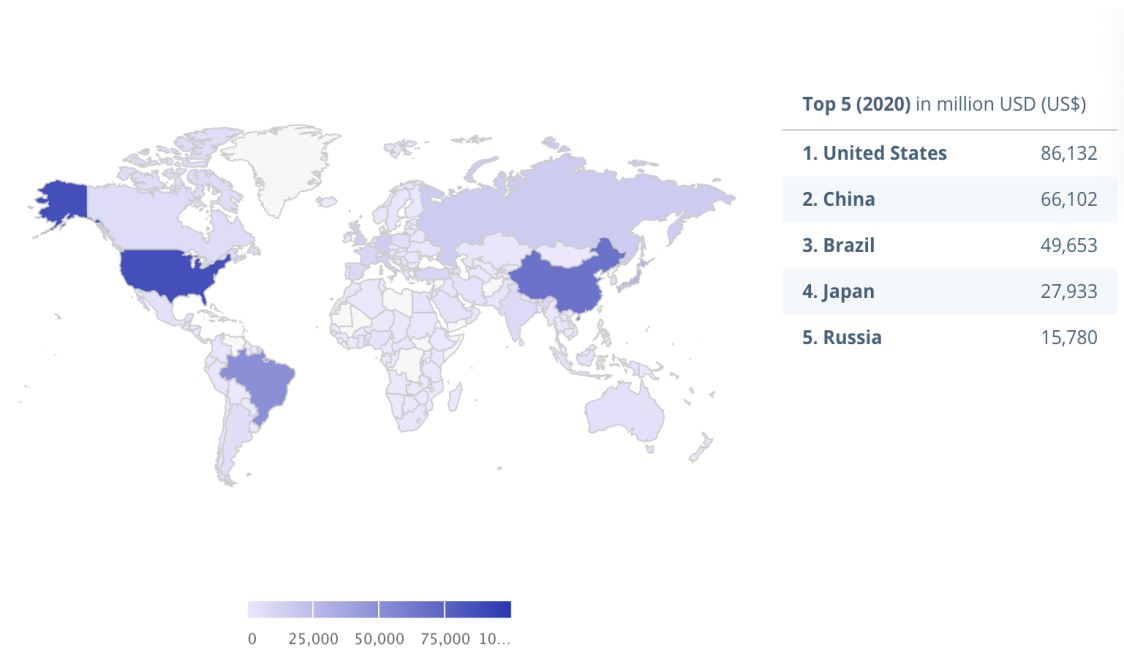 Top 5 (2020) in million USD (US$)
1. United States 86,132
2. China 66,102
3. Brazil 49,653
4. Japan 27,933
5. Russia 15,780
0 25,000 50,000 75,000 10...